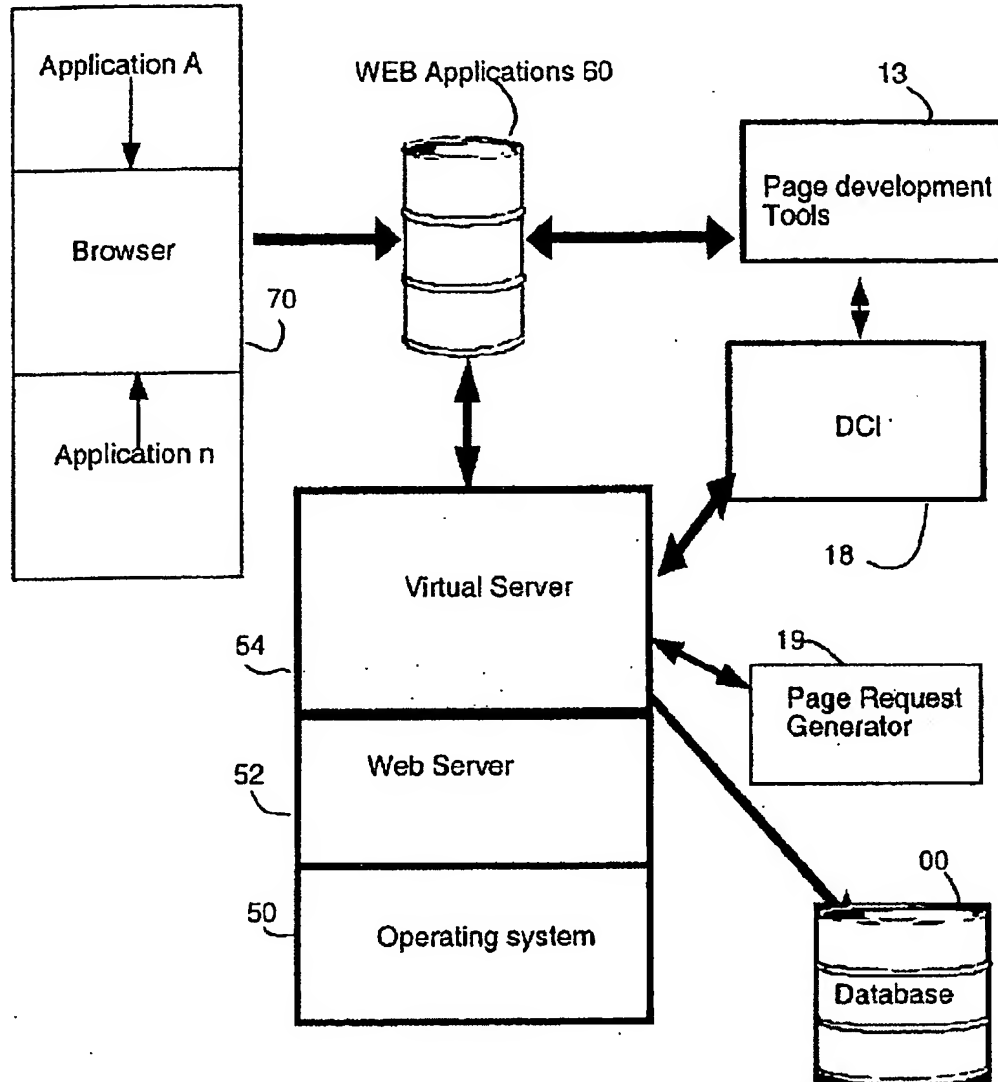 Application A
WEB Applications 60
13
Page development
Tools
Browser
70
DCI
Application n
18
Virtual Server
54
19
Page Request
Generator
Web Server
52
00
50
Operating system
Database